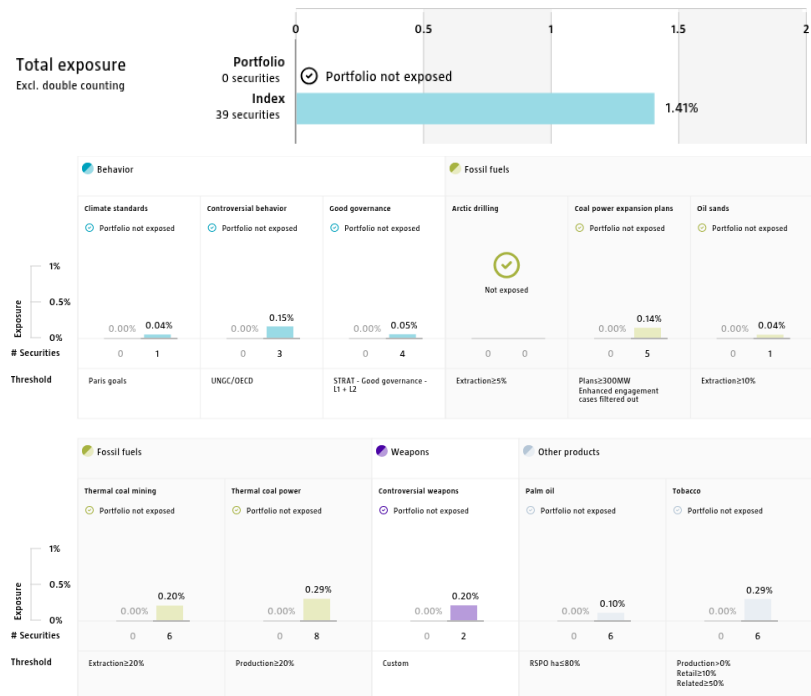 0 0.5 1 1.5 2
Total exposure
Excl. double counting
Portfolio
0 securities
Portfolio not exposed
Index
39 securities
1.41%
Behavior
Fossil fuels
Climate standards
Controversial behavior
Good governance
Arctic drilling
Coal power expansion plans
Oil sands
Portfolio not exposed
Portfolio not exposed
Portfolio not exposed
Portfolio not exposed
Portfolio not exposed
Not exposed
Exposure
1%
0.5%
0%
0.00% 0.04%
0.00% 0.15%
0.00% 0.05%
0.00% 0.14%
0.00% 0.04%
# Securities
0 1
0 3
0 4
0 0
0 5
0 1
Threshold
Paris goals
UNGC/OECD
STRAT - Good governance -
L1 + L2
Extraction≥5%
Plans≥300MW
Enhanced engagement
cases filtered out
Extraction≥10%
Fossil fuels
Weapons
Other products
Thermal coal mining
Thermal coal power
Controversial weapons
Palm oil
Tobacco
Portfolio not exposed
Portfolio not exposed
Portfolio not exposed
Portfolio not exposed
Portfolio not exposed
Exposure
1%
0.5%
0%
0.00% 0.20%
0.00% 0.29%
0.00% 0.20%
0.00% 0.10%
0.00% 0.29%
# Securities
0 6
0 8
0 2
0 6
0 6
Threshold
Extraction≥20%
Production≥20%
Custom
RSPO ha≤80%
Production>0%
Retail≥10%
Related≥50%